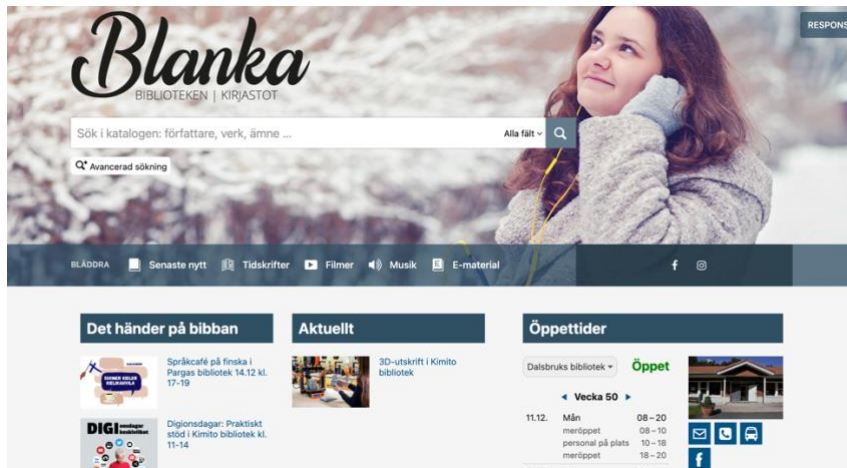 RESPONS
Blanka
BIBLIOTEKEN | KIRJASTOT
Sök i katalogen: författare, verk, ämne ...
Alla fält
Avancerad sökning
BLÄDDRA
Senaste nytt
Tidskrifter
Filmer
Musik
E-material
Det händer på bibban
Språkcafé på finska i
Pargas bibliotek 14.12 kl.
17-19
DIGI onsdagar
Digionsdagar: Praktiskt
stöd i Kimito bibliotek kl.
11-14
Aktuellt
3D-utskrift i Kimito
bibliotek
Öppettider
Dalsbruks bibliotek
Öppet
Vecka 50
11.12. Mån 08–20
meröppet 08–10
personal på plats 10–18
meröppet 18–20